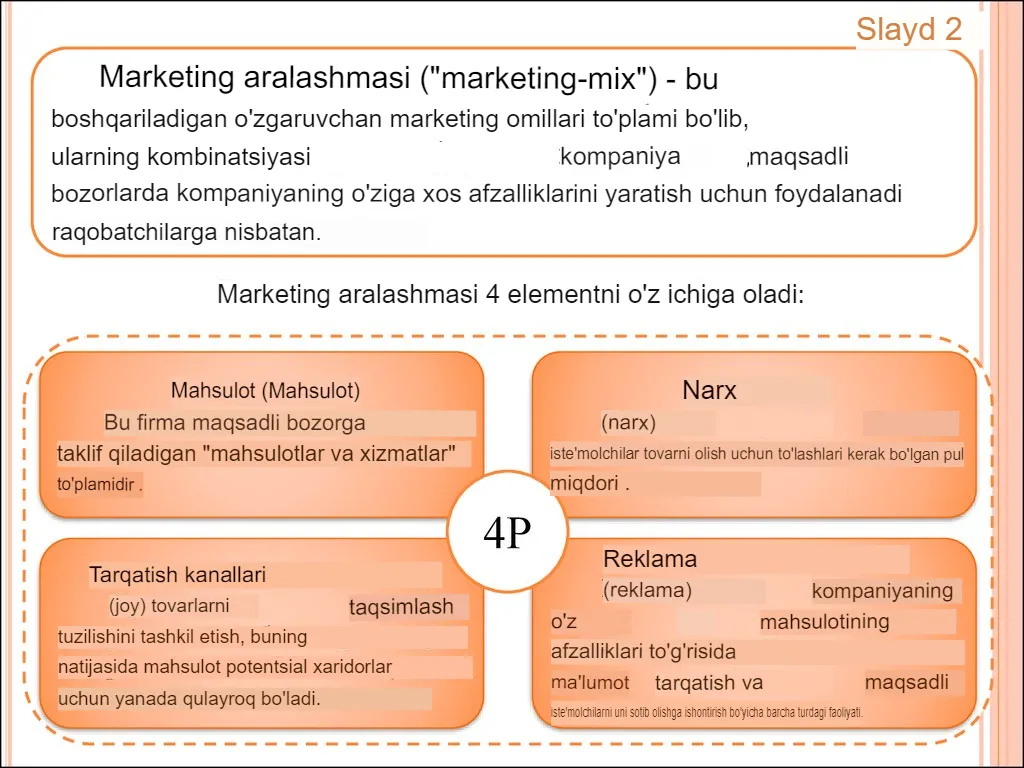 Slayd 2
Marketing aralashmasi ("marketing-mix") - bu
boshqariladigan o'zgaruvchan marketing omillari to'plami bo'lib,
ularning kombinatsiyasi kompaniya ,maqsadli
bozorlarda kompaniyaning o'ziga xos afzalliklarini yaratish uchun foydalanadi
raqobatchilarga nisbatan.
Marketing aralashmasi 4 elementni o'z ichiga oladi:
Mahsulot (Mahsulot)
Bu firma maqsadli bozorga
taklif qiladigan "mahsulotlar va xizmatlar"
to'plamidir .
Narx
(narx)
iste'molchilar tovarni olish uchun to'lashlari kerak bo'lgan pul
miqdori .
4P
Tarqatish kanallari
(joy) tovarlarni taqsimlash
tuzilishini tashkil etish, buning
natijasida mahsulot potentsial xaridorlar
uchun yanada qulayroq bo'ladi.
Reklama
(reklama) kompaniyaning
o'z mahsulotining
afzalliklari to'g'risida
ma'lumot tarqatish va maqsadli
iste'molchilarni uni sotib olishga ishontirish bo'yicha barcha turdagi faoliyati.